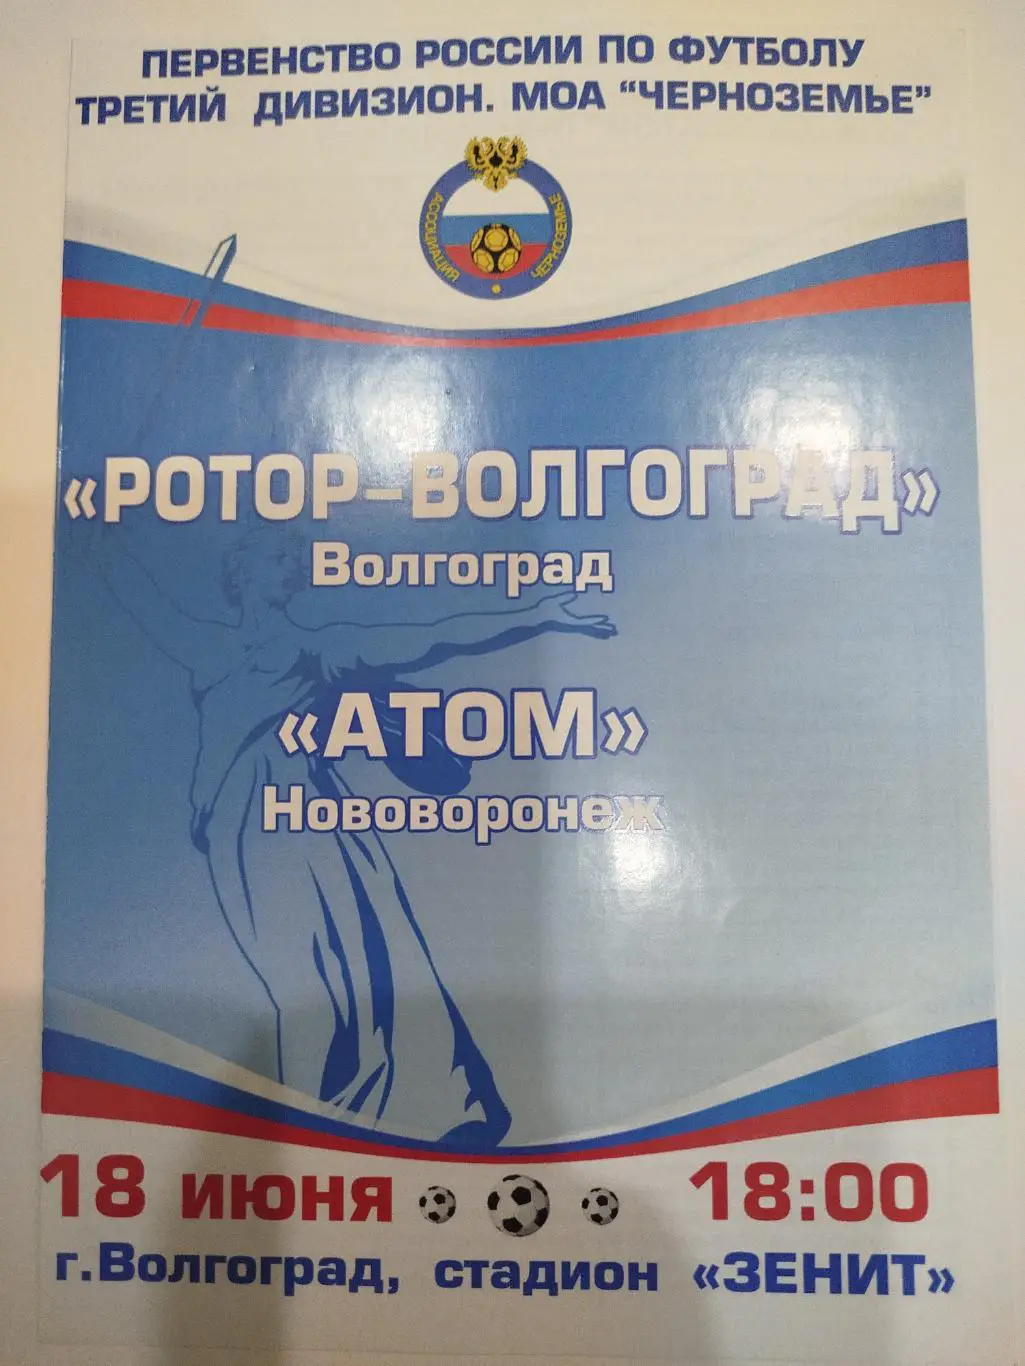 ПЕРВЕНСТВО РОССИИ ПО ФУТБОЛУ
ТРЕТИЙ ДИВИЗИОН. МОА "ЧЕРНОЗЕМЬЕ"
АССОЦИАЦИЯ ЧЕРНОЗЕМЬЕ
«РОТОР-ВОЛГОГРАД»
Волгоград
«АТОМ»
Нововоронеж
18 июня 18:00
г.Волгоград, стадион «ЗЕНИТ»